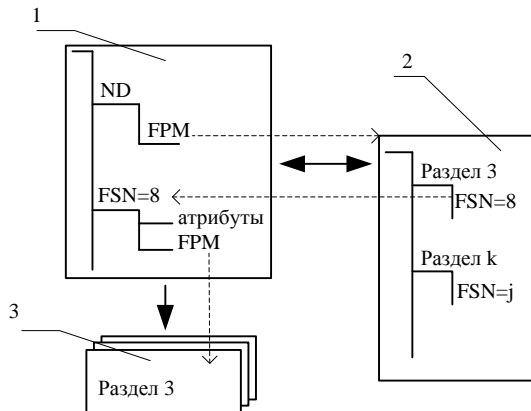 1
2
ND
FPM
Раздел 3
FSN=8
FSN=8
атрибуты
FPM
Раздел k
FSN=j
3
Раздел 3